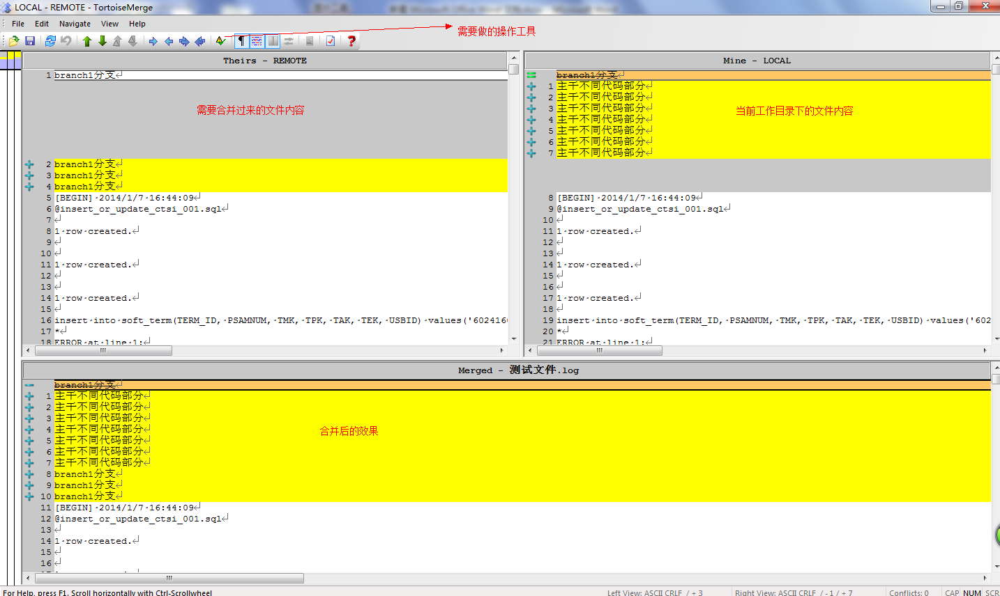 LOCAL - REMOTE - TortoiseMerge
File Edit Navigate View Help
需要做的操作工具
Theirs - REMOTE
1 branch1分支
需要合并过来的文件内容
2 branch1分支
3 branch1分支
4 branch1分支
5 [BEGIN] 2014/1/7 16:44:09
6 @insert_or_update_ctsi_001.sql
7
8 1 row created.
9
10
11 1 row created.
12
13
14 1 row created.
15
16 insert into soft_term(TERM_ID, PSAMNUM, TMK, TPK, TAK, TEK, USBID) values('602416
17 *
18 ERROR at line 1:
Mine - LOCAL
branch1分支
1 主干不同代码部分
2 主干不同代码部分
3 主干不同代码部分
当前工作目录下的文件内容
4 主干不同代码部分
5 主干不同代码部分
6 主干不同代码部分
7 主干不同代码部分
8 [BEGIN] 2014/1/7 16:44:09
9 @insert_or_update_ctsi_001.sql
10
11 1 row created.
12
13
14 1 row created.
15
16
17 1 row created.
18
19 insert into soft_term(TERM_ID, PSAMNUM, TMK, TPK, TAK, TEK, USBID) values('602
20 *
21 ERROR at line 1:
Merged - 测试文件.log
branch1分支
1 主干不同代码部分
2 主干不同代码部分
3 主干不同代码部分
4 主干不同代码部分
合并后的效果
5 主干不同代码部分
6 主干不同代码部分
7 主干不同代码部分
8 branch1分支
9 branch1分支
10 branch1分支
11 [BEGIN] 2014/1/7 16:44:09
12 @insert_or_update_ctsi_001.sql
13
14 1 row created.
15
16
For Help, press F1. Scroll horizontally with Ctrl-Scrollwheel
Left View: ASCII CRLF / + 3
Right View: ASCII CRLF / - 1 / + 7
Conflicts: 0
CAP NUM SCR